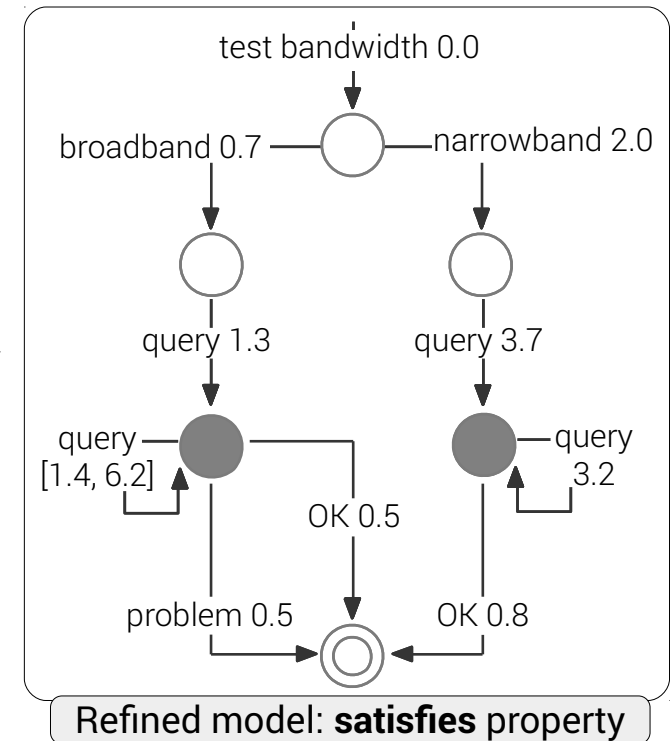 test bandwidth 0.0
broadband 0.7
narrowband 2.0
query 1.3
query 3.7
query
[1.4, 6.2]
query
3.2
OK 0.5
problem 0.5
OK 0.8
Refined model: satisfies property